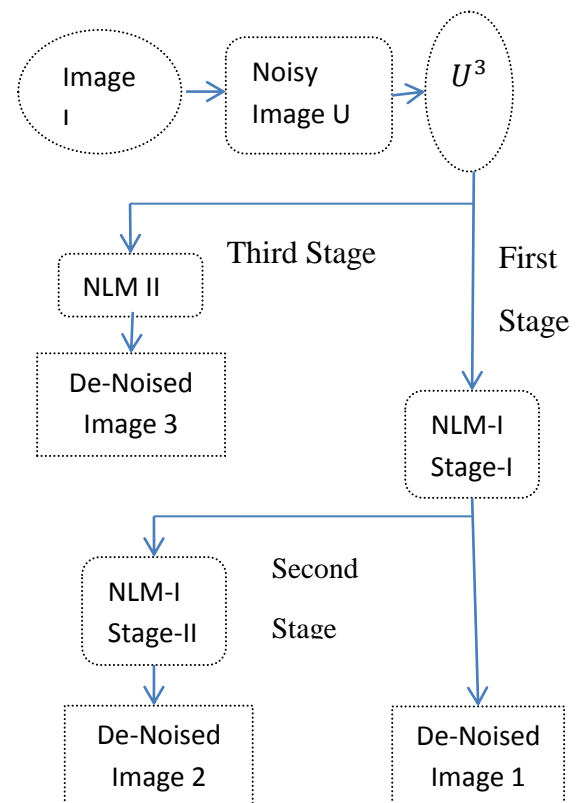 Image
I
Noisy
Image U
U³
Third Stage
First
Stage
NLM II
De-Noised
Image 3
NLM-I
Stage-I
Second
Stage
NLM-I
Stage-II
De-Noised
Image 2
De-Noised
Image 1